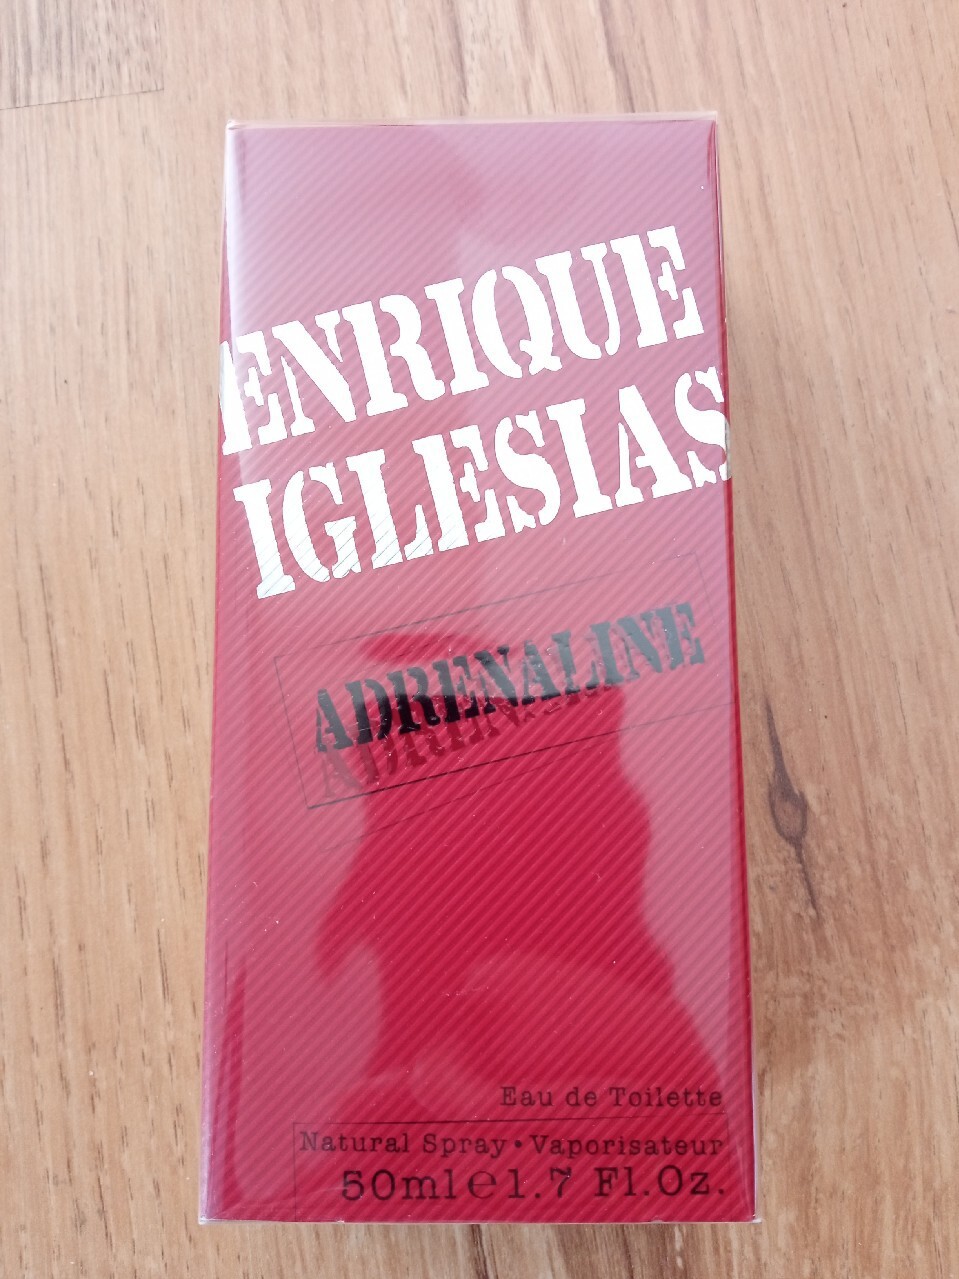 ENRIQUE
IGLESIAS
ADRENALINE
Eau de Toilette
Natural Spray • Vaporisateur
50ml℮1.7 Fl.Oz.